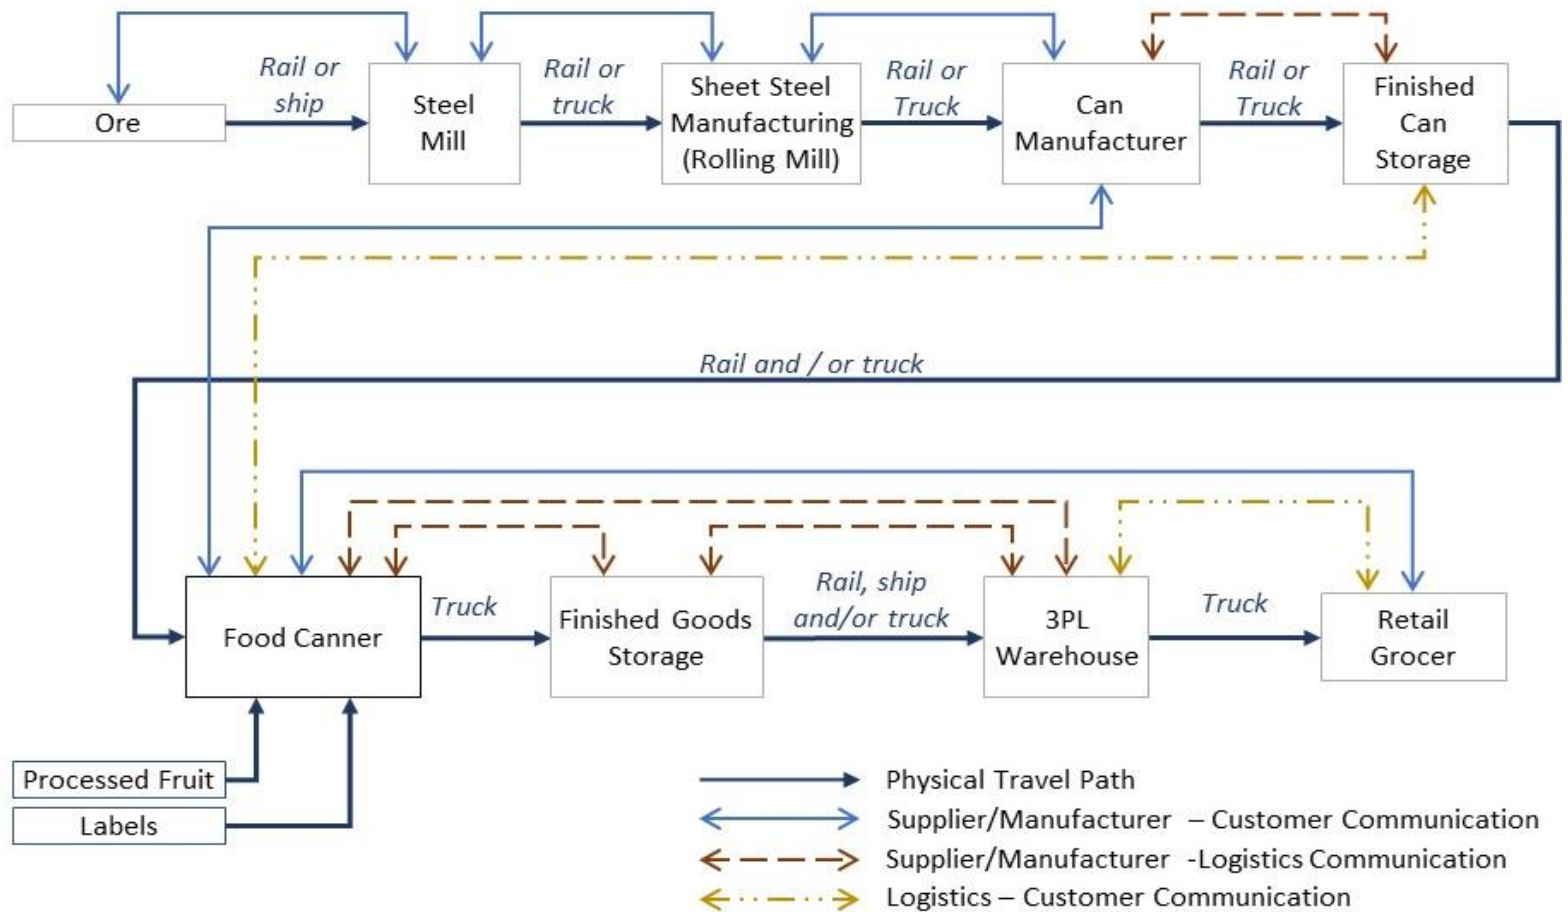 Rail or
ship
Rail or
truck
Rail or
Truck
Rail or
Truck
Ore
Steel
Mill
Sheet Steel
Manufacturing
(Rolling Mill)
Can
Manufacturer
Finished
Can
Storage
Rail and / or truck
Food Canner
Truck
Finished Goods
Storage
Rail, ship
and/or truck
3PL
Warehouse
Truck
Retail
Grocer
Processed Fruit
Labels
Physical Travel Path
Supplier/Manufacturer – Customer Communication
Supplier/Manufacturer -Logistics Communication
Logistics – Customer Communication